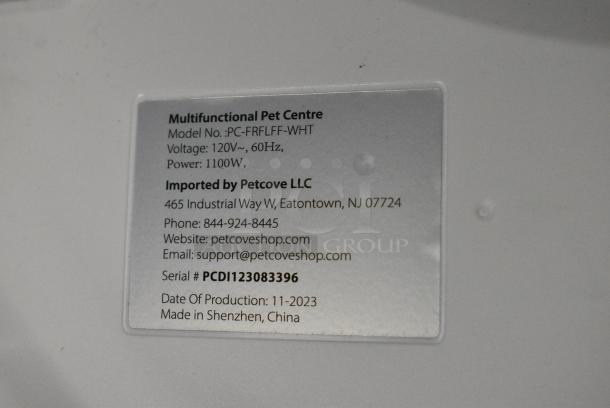 Multifunctional Pet Centre
Model No. :PC-FRFLFF-WHT
Voltage: 120V~, 60Hz,
Power: 1100W.
Imported by Petcove LLC
465 Industrial Way W, Eatontown, NJ 07724
Phone: 844-924-8445
Website: petcoveshop.com
Email: support@petcoveshop.com
Serial # PCDI123083396
Date Of Production: 11-2023
Made in Shenzhen, China